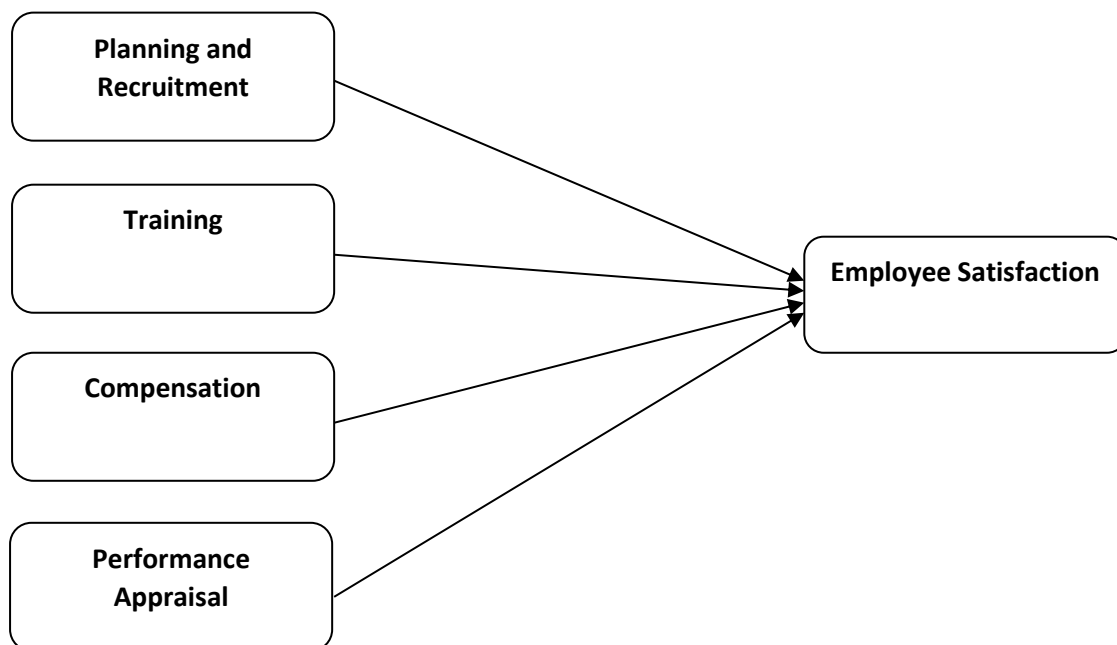 Planning and
Recruitment
Training
Employee Satisfaction
Compensation
Performance
Appraisal